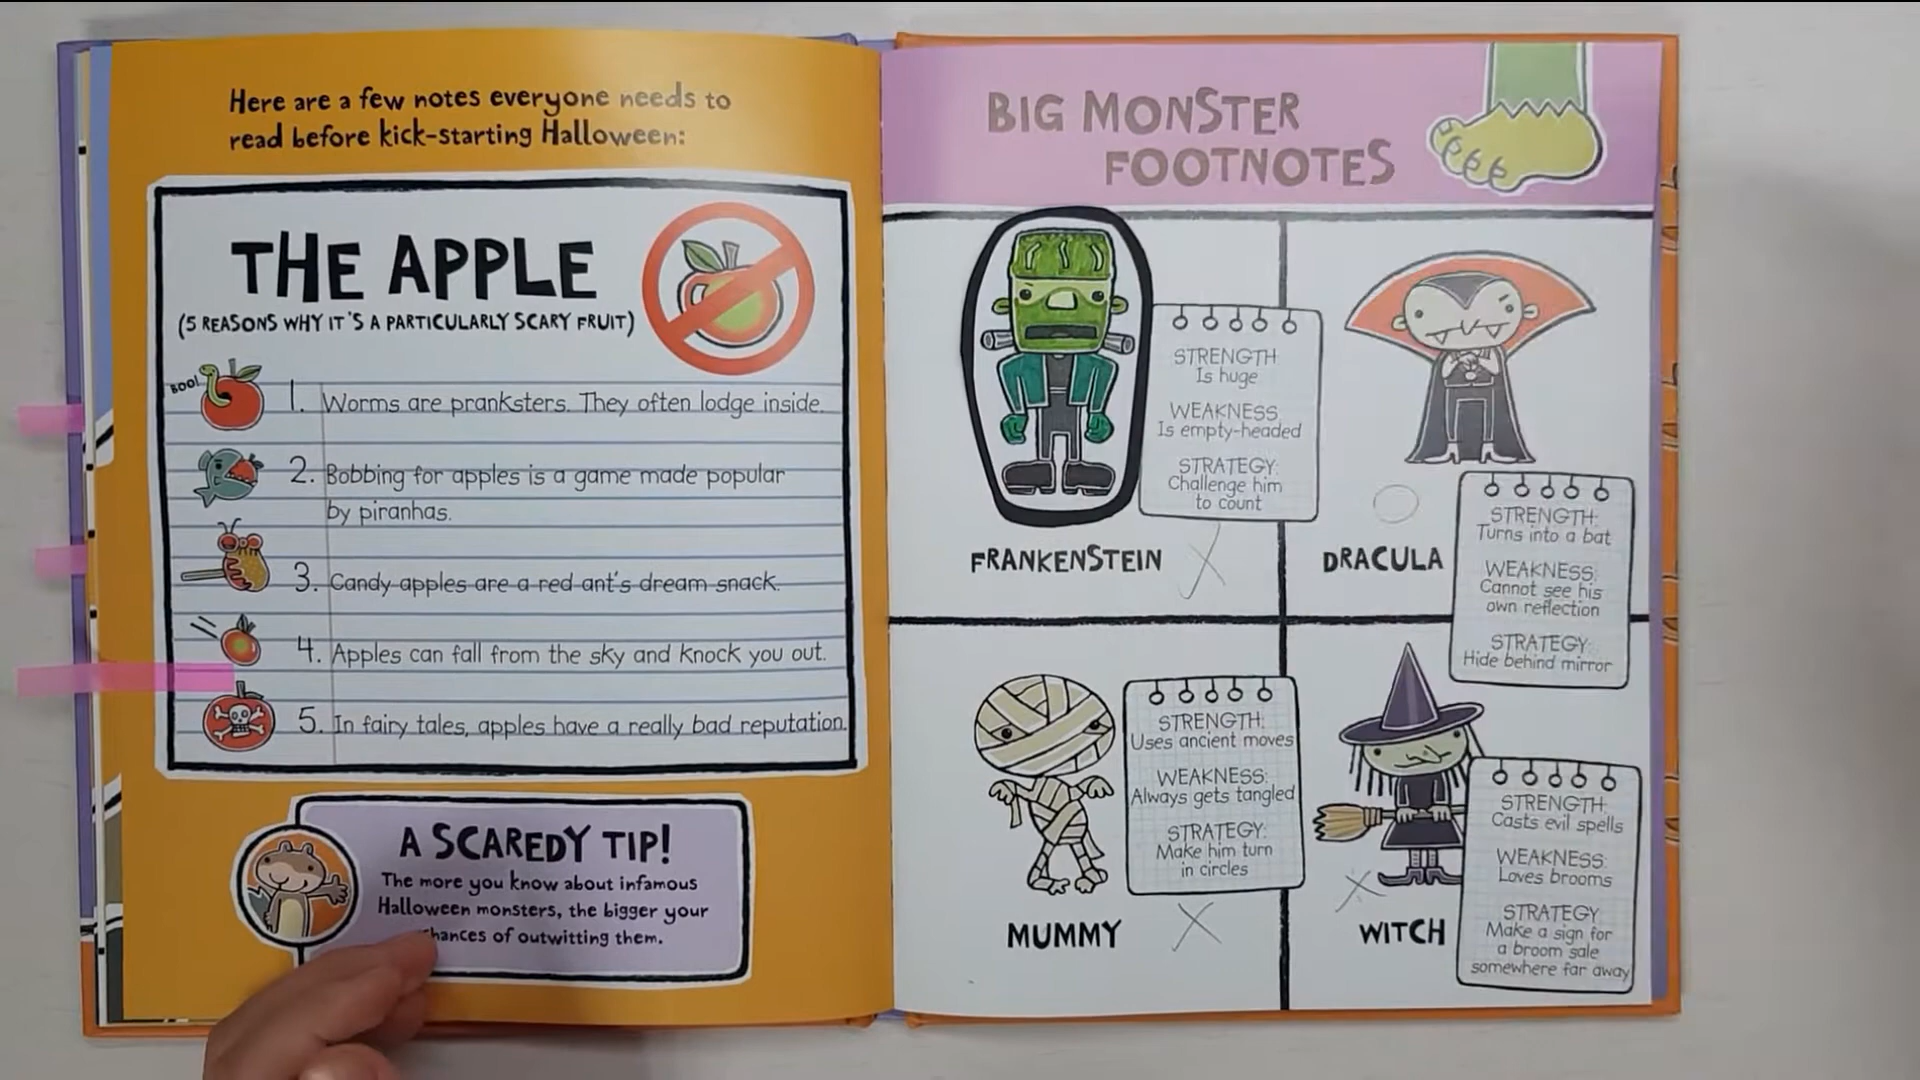 Here are a few notes everyone needs to
read before kick-starting Halloween:
THE APPLE
(5 REASONS WHY IT'S A PARTICULARLY SCARY FRUIT)
BOO!
1. Worms are pranksters. They often lodge inside.
2. Bobbing for apples is a game made popular
by piranhas.
3. Candy apples are a red ant's dream snack.
4. Apples can fall from the sky and knock you out.
5. In fairy tales, apples have a really bad reputation.
A SCAREDY TIP!
The more you know about infamous
Halloween monsters, the bigger your
chances of outwitting them.
BIG MONSTER
FOOTNOTES
STRENGTH:
Is huge
WEAKNESS:
Is empty-headed
STRATEGY:
Challenge him
to count
FRANKENSTEIN
STRENGTH:
Turns into a bat
WEAKNESS:
Cannot see his
own reflection
STRATEGY:
Hide behind mirror
DRACULA
STRENGTH:
Uses ancient moves
WEAKNESS:
Always gets tangled
STRATEGY:
Make him turn
in circles
MUMMY
STRENGTH:
Casts evil spells
WEAKNESS:
Loves brooms
STRATEGY:
Make a sign for
a broom sale
somewhere far away
WITCH